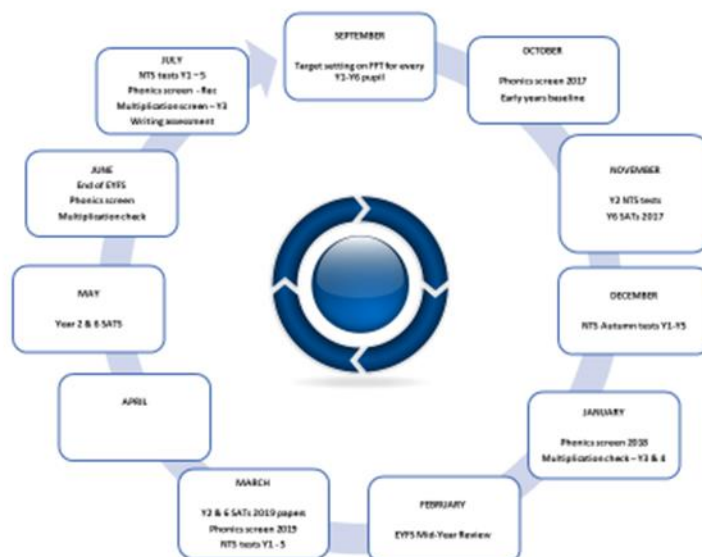 SEPTEMBER
Target setting on FFT for every
Y1-Y6 pupil
OCTOBER
Phonics screen 2017
Early years baseline
NOVEMBER
Y2 NTS tests
Y6 SATs 2017
DECEMBER
NTS Autumn tests Y1-Y5
JANUARY
Phonics screen 2018
Multiplication check – Y3 & 4
FEBRUARY
EYFS Mid-Year Review
MARCH
Y2 & 6 SATs 2019 papers
Phonics screen 2019
NTS tests Y1 - 5
APRIL
MAY
Year 2 & 6 SATS
JUNE
End of EYFS
Phonics screen
Multiplication check
JULY
NTS tests Y1 – 5
Phonics screen - Rec
Multiplication screen – Y3
Writing assessment